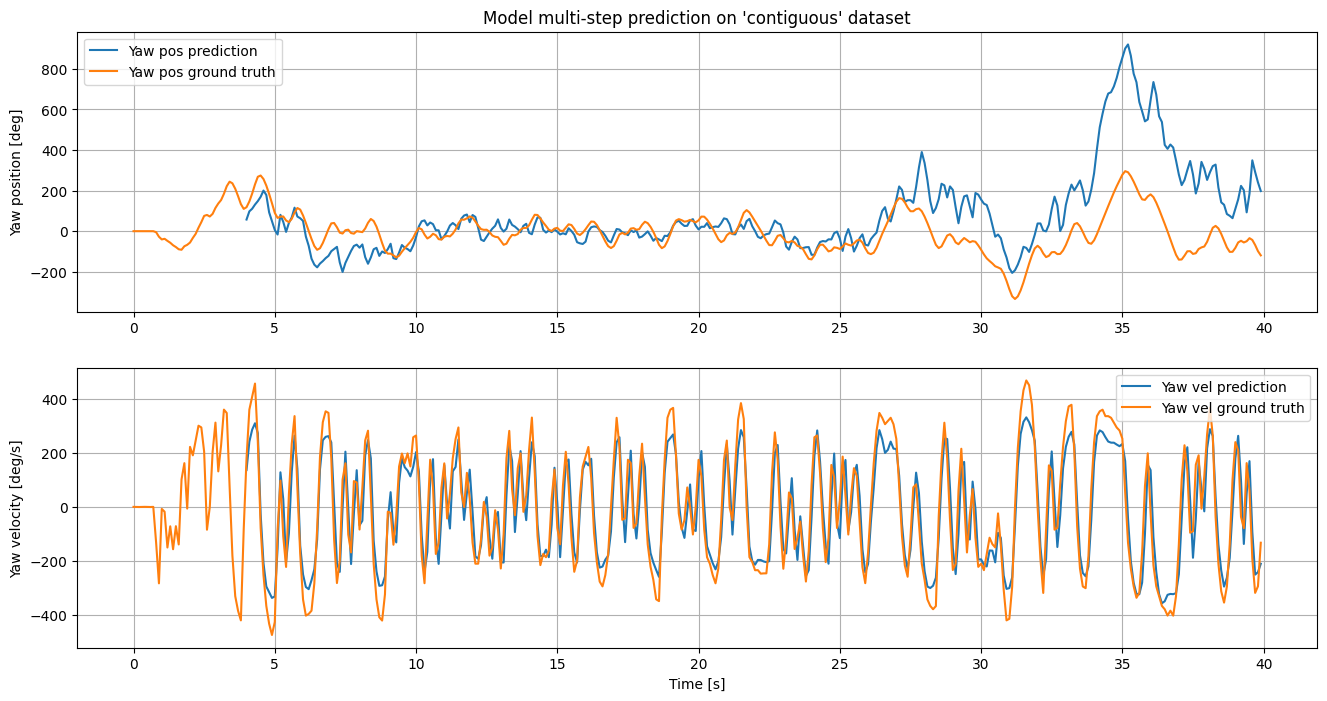 Model multi-step prediction on 'contiguous' dataset
Yaw pos prediction
Yaw pos ground truth
Yaw position [deg]
800
600
400
200
0
−200
0 5 10 15 20 25 30 35 40
Yaw vel prediction
Yaw vel ground truth
Yaw velocity [deg/s]
400
200
0
−200
−400
0 5 10 15 20 25 30 35 40
Time [s]